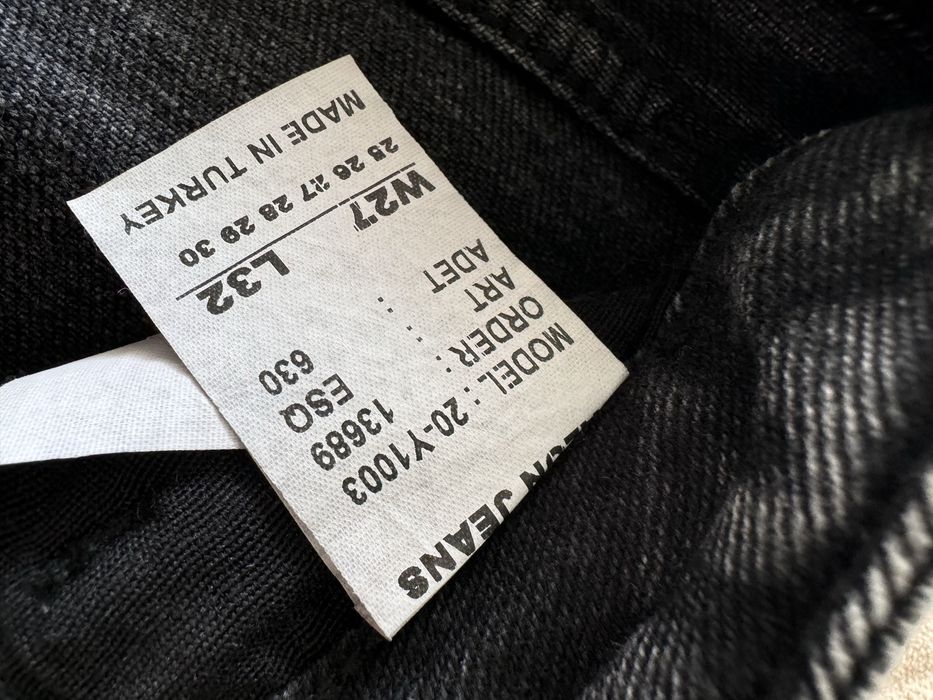 JEANS
MODEL : 20-Y1003
ORDER : 13689
ART : ESQ
ADET : 630
W27 L32
25 26 27 28 29 30
MADE IN TURKEY